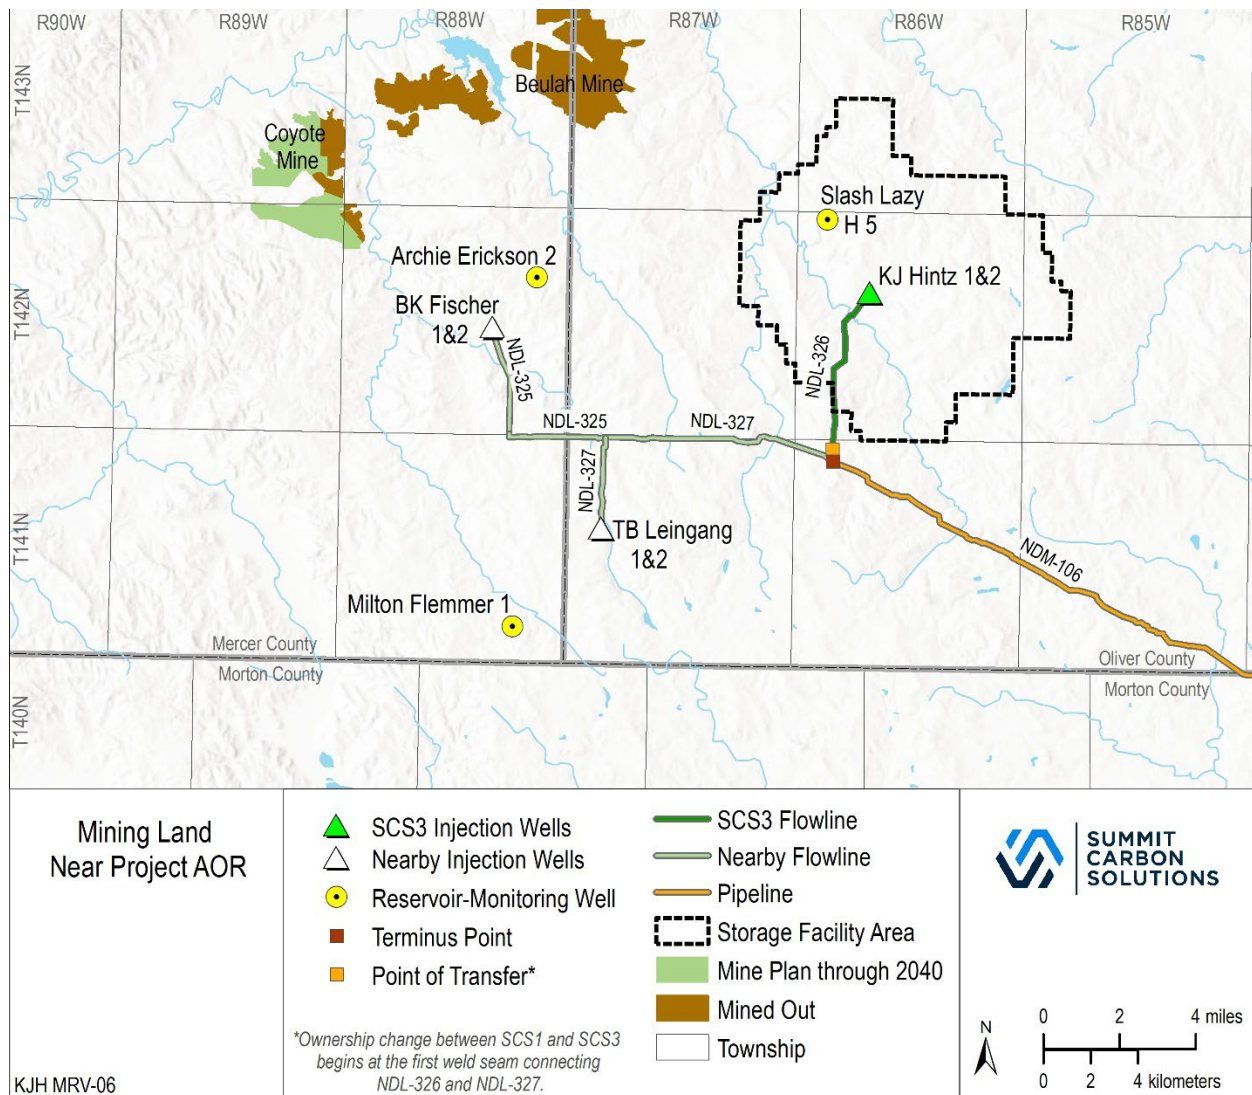 R90W
R89W
R88W
R87W
R86W
R85W
T143N
Beulah Mine
Coyote
Mine
Slash Lazy
H 5
Archie Erickson 2
KJ Hintz 1&2
BK Fischer
1&2
T142N
NDL-325
NDL-326
NDL-325
NDL-327
NDL-327
TB Leingang
1&2
T141N
NDM-106
Milton Flemmer 1
Mercer County
Morton County
Oliver County
Morton County
T140N
Mining Land
Near Project AOR
KJH MRV-06
SCS3 Injection Wells
Nearby Injection Wells
Reservoir-Monitoring Well
Terminus Point
Point of Transfer*
*Ownership change between SCS1 and SCS3
begins at the first weld seam connecting
NDL-326 and NDL-327.
SCS3 Flowline
Nearby Flowline
Pipeline
Storage Facility Area
Mine Plan through 2040
Mined Out
Township
SUMMIT
CARBON
SOLUTIONS
N
0 2 4 miles
0 2 4 kilometers